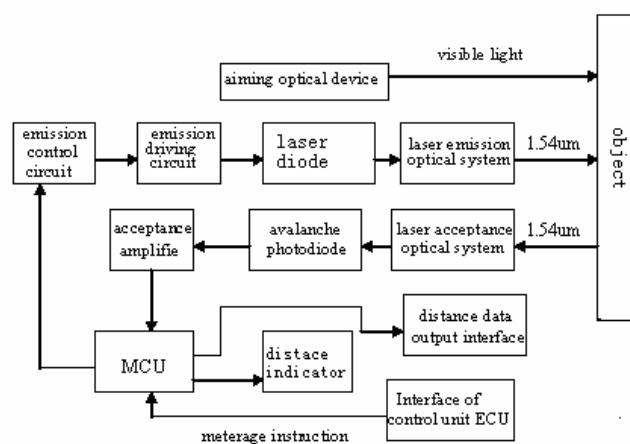 visible light
aiming optical device
object
emission
control
circuit
emission
driving
circuit
laser
diode
laser emission
optical system
1.54um
acceptance
amplifie
avalanche
photodiode
laser acceptance
optical system
1.54um
MCU
distace
indicator
distance data
output interface
Interface of
control unit ECU
meterage instruction